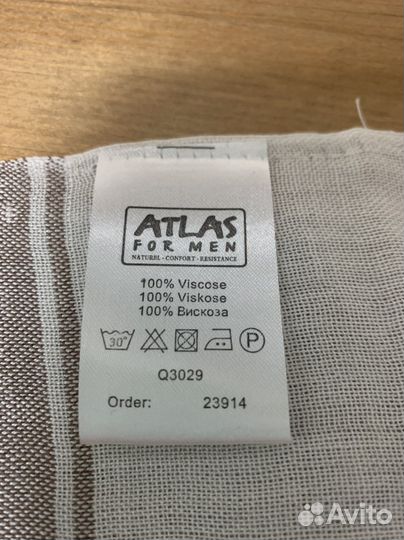 ATLAS
FOR MEN
NATUREL - CONFORT - RESISTANCE
100% Viscose
100% Viskose
100% Вискоза
30° P
Q3029
Order: 23914
Avito